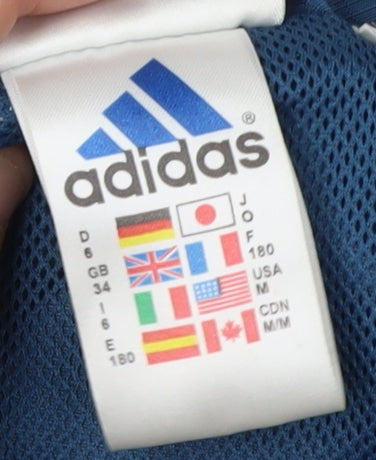 adidas®
D
6
J
O
GB
34
F
180
I
6
USA
M
E
180
CDN
M/M